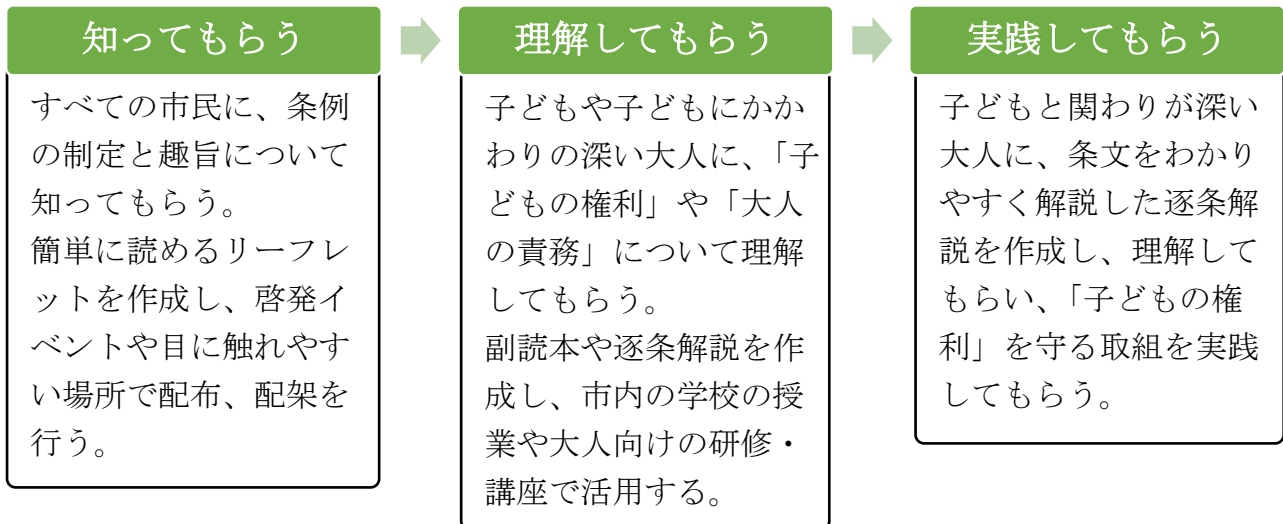 知ってもらう
すべての市民に、条例
の制定と趣旨について
知ってもらう。
簡単に読めるリーフレ
ットを作成し、啓発イ
ベントや目に触れやす
い場所で配布、配架を
行う。
理解してもらう
子どもや子どもにかか
わりの深い大人に、「子
どもの権利」や「大人
の責務」について理解
してもらう。
副読本や逐条解説を作
成し、市内の学校の授
業や大人向けの研修・
講座で活用する。
実践してもらう
子どもと関わりが深い
大人に、条文をわかり
やすく解説した逐条解
説を作成し、理解して
もらい、「子どもの権
利」を守る取組を実践
してもらう。